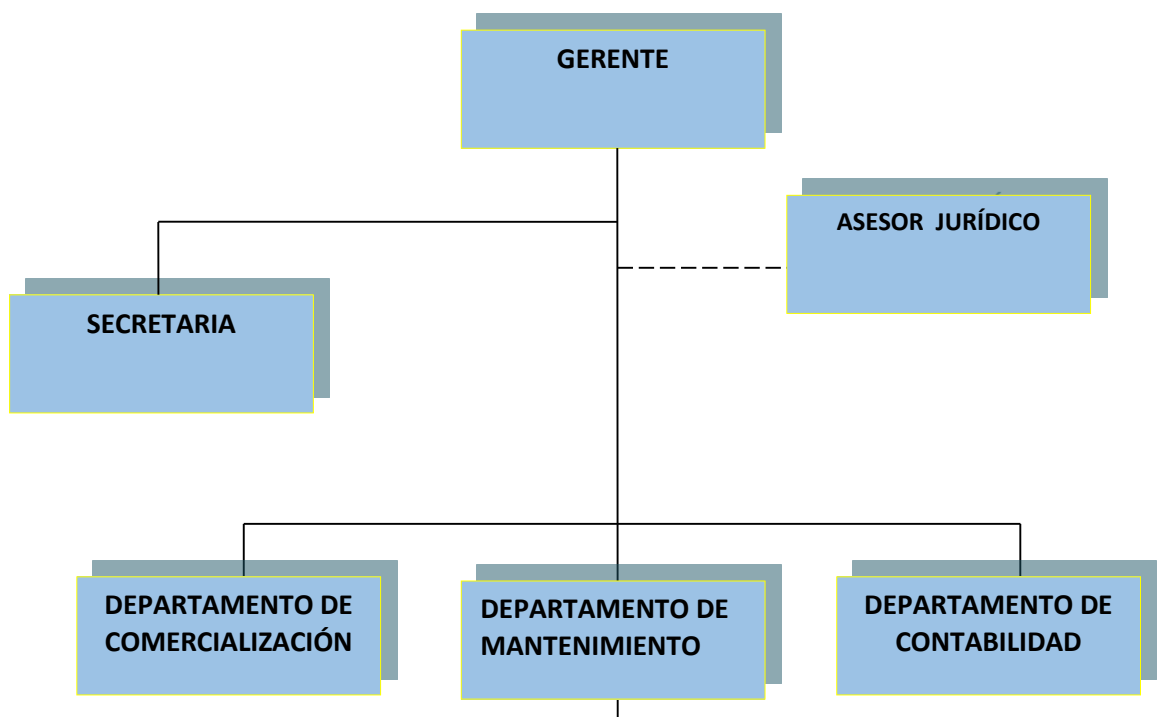 GERENTE
ASESOR JURÍDICO
SECRETARIA
DEPARTAMENTO DE
COMERCIALIZACIÓN
DEPARTAMENTO DE
MANTENIMIENTO
DEPARTAMENTO DE
CONTABILIDAD